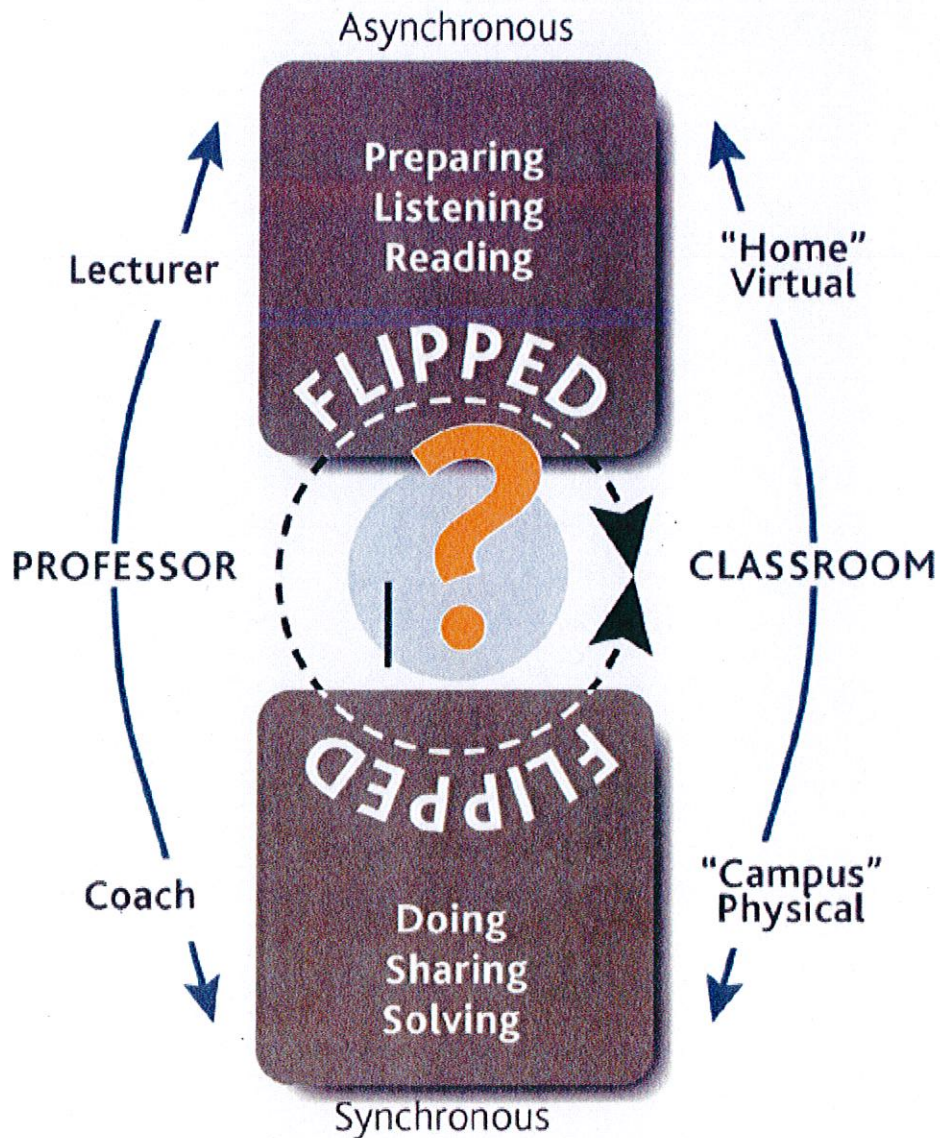 Asynchronous
Preparing
Listening
Reading
Lecturer
"Home"
Virtual
FLIPPED
?
PROFESSOR
CLASSROOM
FLIPPED
Coach
"Campus"
Physical
Doing
Sharing
Solving
Synchronous